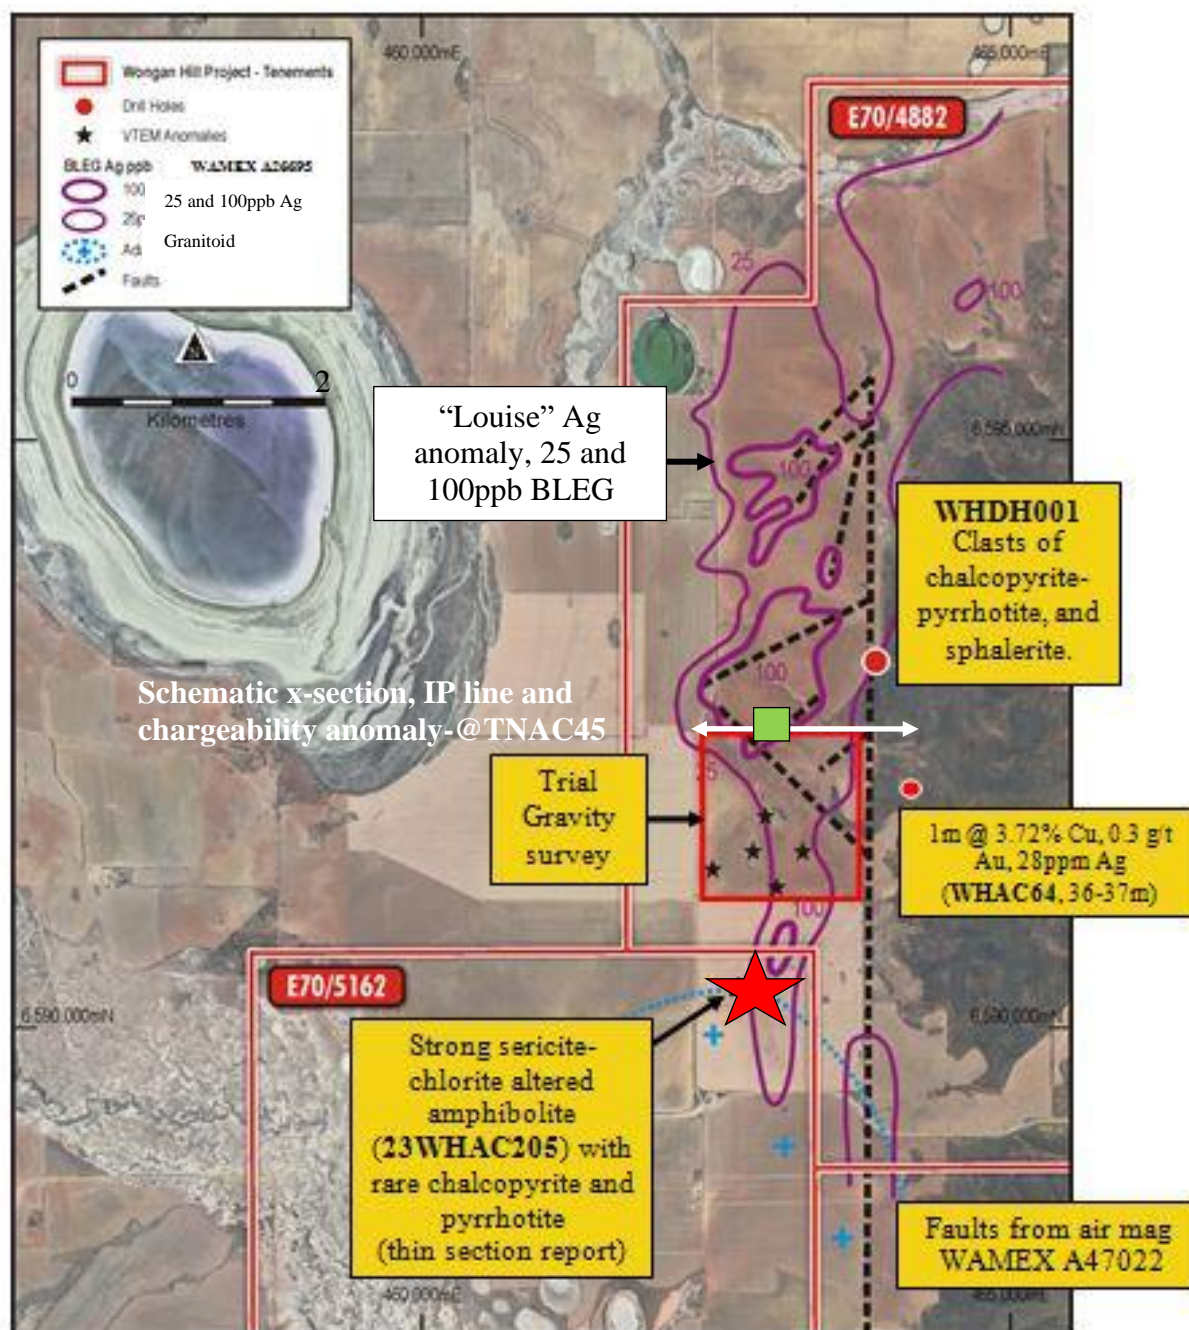 460,000mE
465,000mE
Wongan Hill Project - Tenements
Drill Holes
VTEM Anomalies
BLEG Ag ppb WAMEX A26695
100
25 and 100ppb Ag
25p
Granitoid
Ad
Faults
E70/4882
25
100
0
2
Kilometres
"Louise" Ag
anomaly, 25 and
100ppb BLEG
6,595,000mN
100
WHDH001
Clasts of
chalcopyrite-
pyrrhotite, and
sphalerite.
100
Schematic x-section, IP line and
chargeability anomaly-@TNAC45
25
Trial
Gravity
survey
1m @ 3.72% Cu, 0.3 g/t
Au, 28ppm Ag
(WHAC64, 36-37m)
100
E70/5162
6,590,000mN
6,590,000mN
Strong sericite-
chlorite altered
amphibolite
(23WHAC205) with
rare chalcopyrite and
pyrrhotite
(thin section report)
Faults from air mag
WAMEX A47022
460,000mE
465,000mE